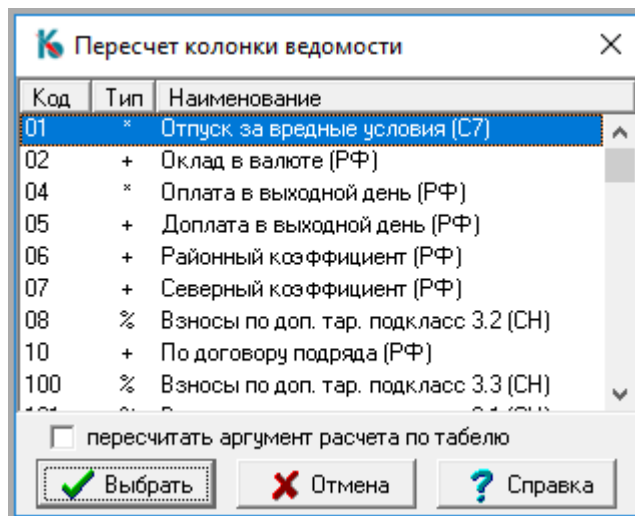 Пересчет колонки ведомости
Код Тип Наименование
01 * Отпуск за вредные условия (С7)
02 + Оклад в валюте (РФ)
04 * Оплата в выходной день (РФ)
05 + Доплата в выходной день (РФ)
06 + Районный коэффициент (РФ)
07 + Северный коэффициент (РФ)
08 % Взносы по доп. тар. подкласс 3.2 (СН)
10 + По договору подряда (РФ)
100 % Взносы по доп. тар. подкласс 3.3 (СН)
пересчитать аргумент расчета по табелю
Выбрать Отмена Справка